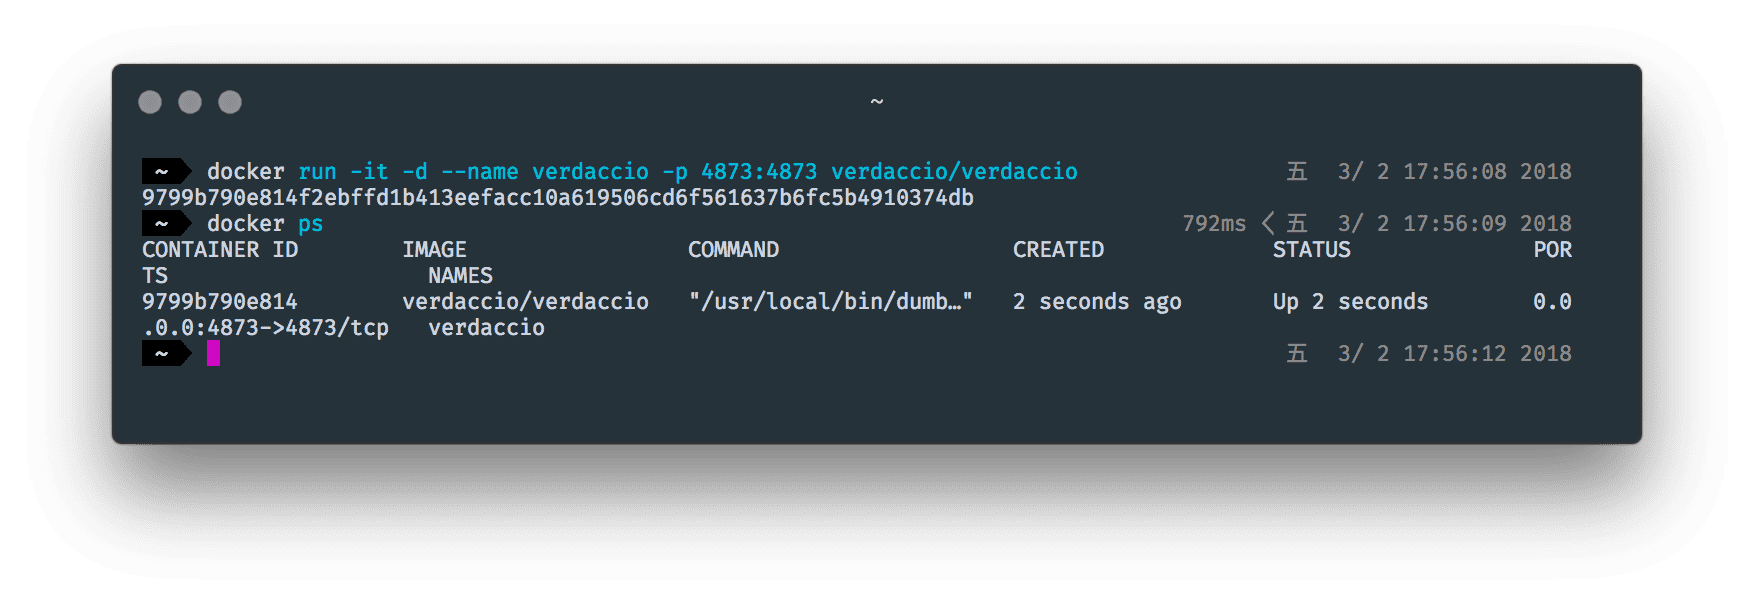 ~
~ docker run -it -d --name verdaccio -p 4873:4873 verdaccio/verdaccio 五 3/ 2 17:56:08 2018
9799b790e814f2ebffd1b413eefacc10a619506cd6f561637b6fc5b4910374db
~ docker ps 792ms < 五 3/ 2 17:56:09 2018
CONTAINER ID IMAGE COMMAND CREATED STATUS POR
TS NAMES
9799b790e814 verdaccio/verdaccio "/usr/local/bin/dumb…" 2 seconds ago Up 2 seconds 0.0
.0.0:4873->4873/tcp verdaccio
~ 五 3/ 2 17:56:12 2018